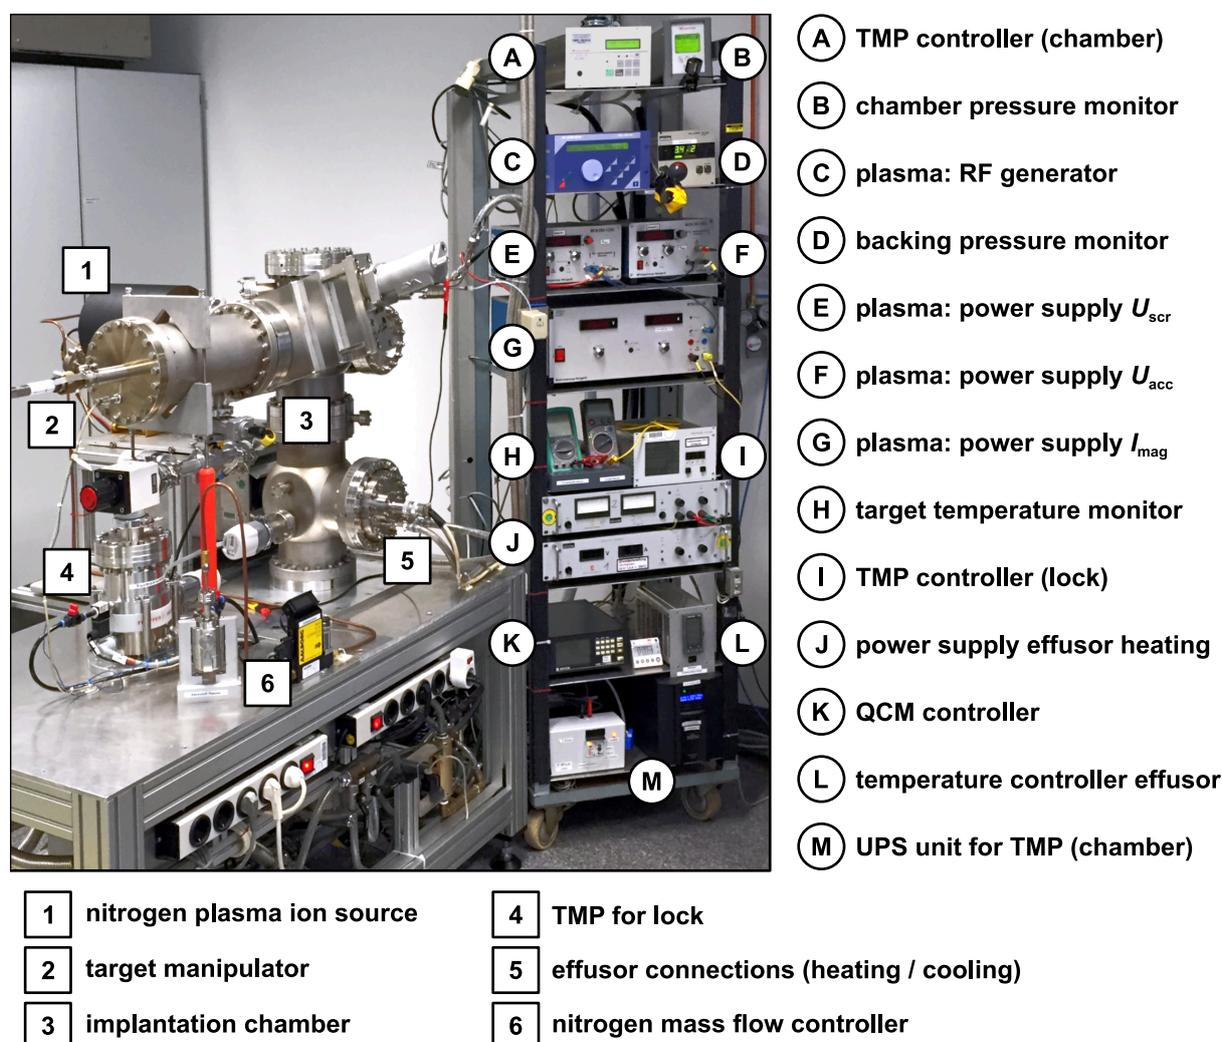 A TMP controller (chamber)
B chamber pressure monitor
C plasma: RF generator
D backing pressure monitor
E plasma: power supply Uscr
F plasma: power supply Uacc
G plasma: power supply Imag
H target temperature monitor
I TMP controller (lock)
J power supply effusor heating
K QCM controller
L temperature controller effusor
M UPS unit for TMP (chamber)
A
B
C
D
1
E
F
G
2
3
H
I
J
4
5
K
L
6
M
1 nitrogen plasma ion source
2 target manipulator
3 implantation chamber
4 TMP for lock
5 effusor connections (heating / cooling)
6 nitrogen mass flow controller